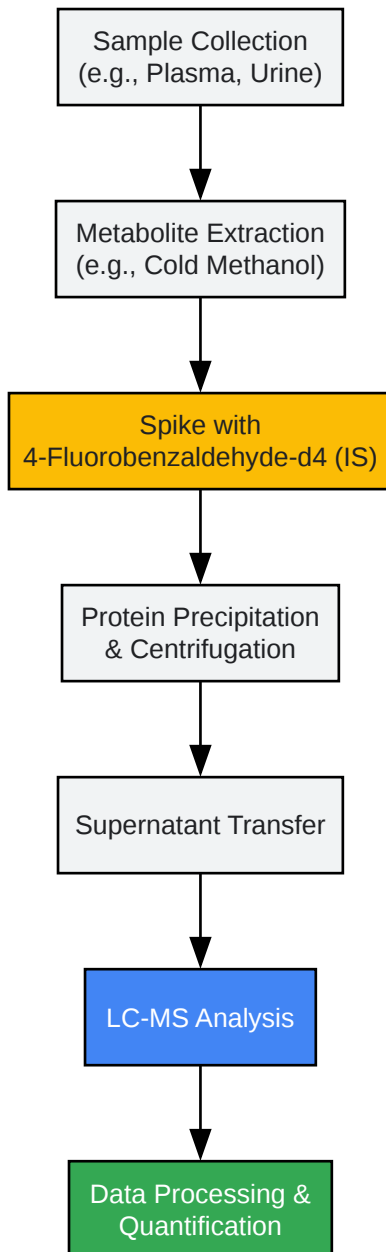 Sample Collection
(e.g., Plasma, Urine)
Metabolite Extraction
(e.g., Cold Methanol)
Spike with
4-Fluorobenzaldehyde-d4 (IS)
Protein Precipitation
& Centrifugation
Supernatant Transfer
LC-MS Analysis
Data Processing &
Quantification